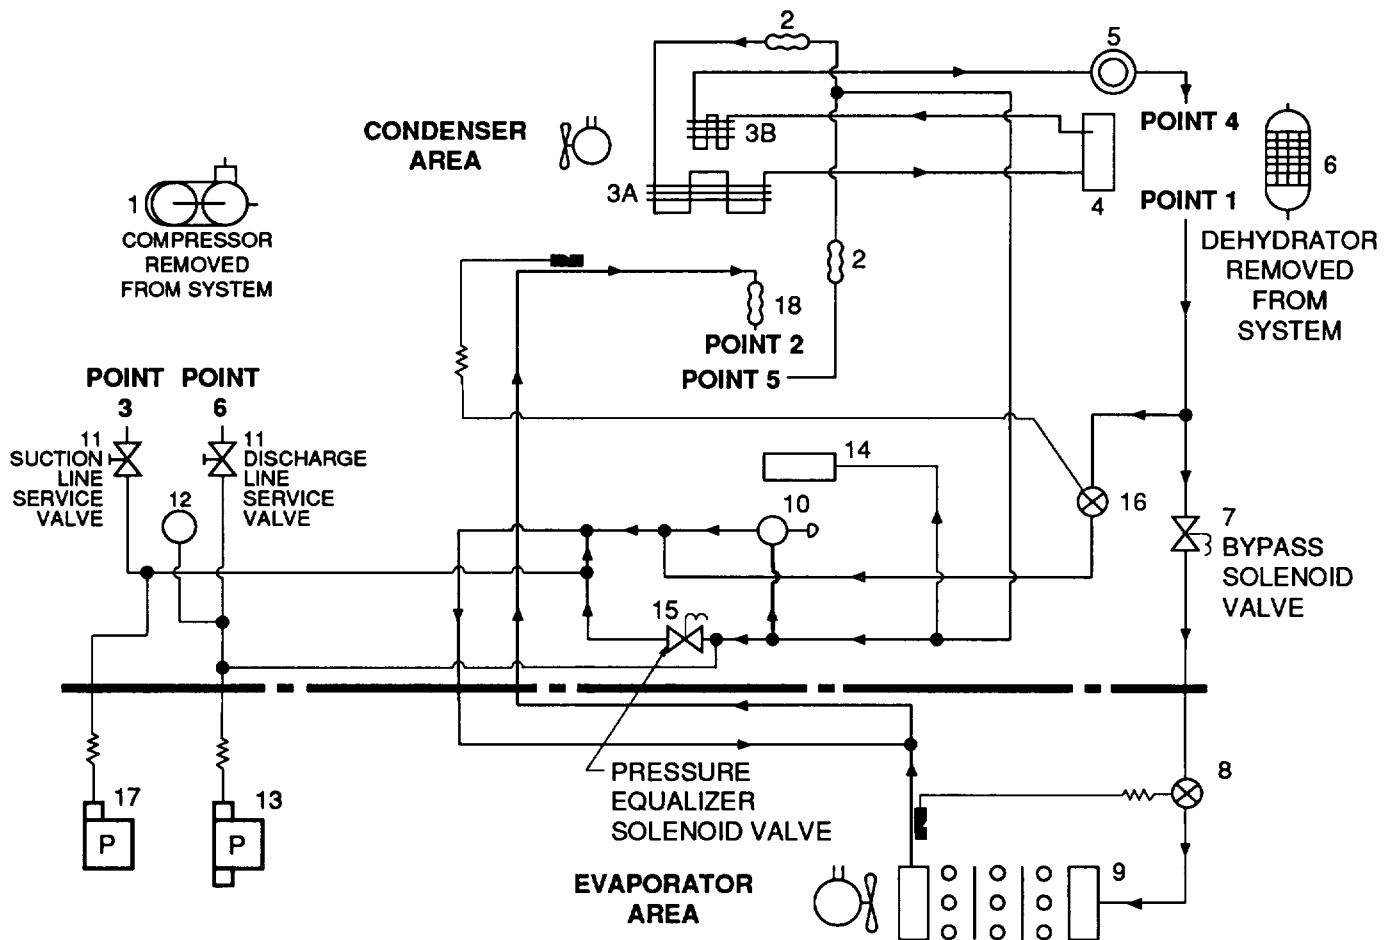 2
5
CONDENSER
AREA
3B
POINT 4
6
3A
4
POINT 1
1
COMPRESSOR
REMOVED
FROM SYSTEM
DEHYDRATOR
REMOVED
FROM
SYSTEM
2
18
POINT 2
POINT 5
POINT
3
POINT
6
11
SUCTION
LINE
SERVICE
VALVE
11
DISCHARGE
LINE
SERVICE
VALVE
12
14
10
16
7
BYPASS
SOLENOID
VALVE
15
PRESSURE
EQUALIZER
SOLENOID VALVE
8
17
P
13
P
9
EVAPORATOR
AREA